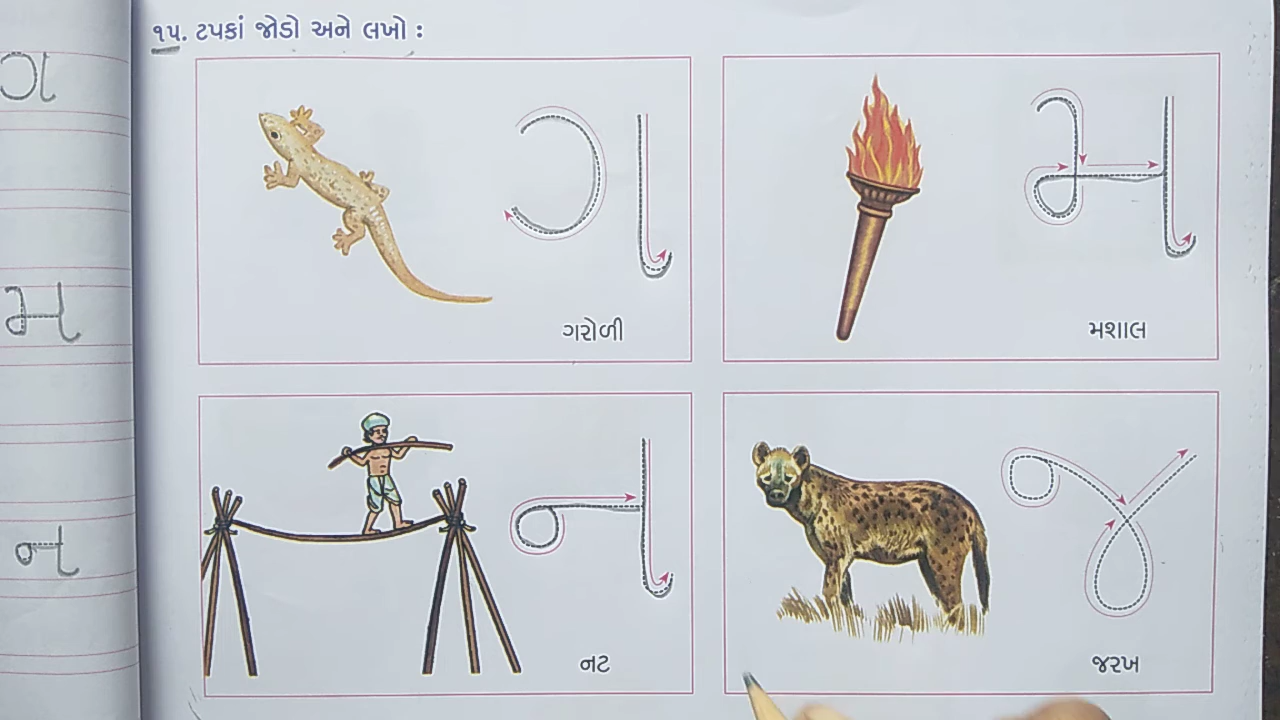 ૧૫. ટપકાં જોડો અને લખો :
ગ
ગ
ગરોળી
મ
મશાલ
મ
ન
ન
નટ
જ
જરખ